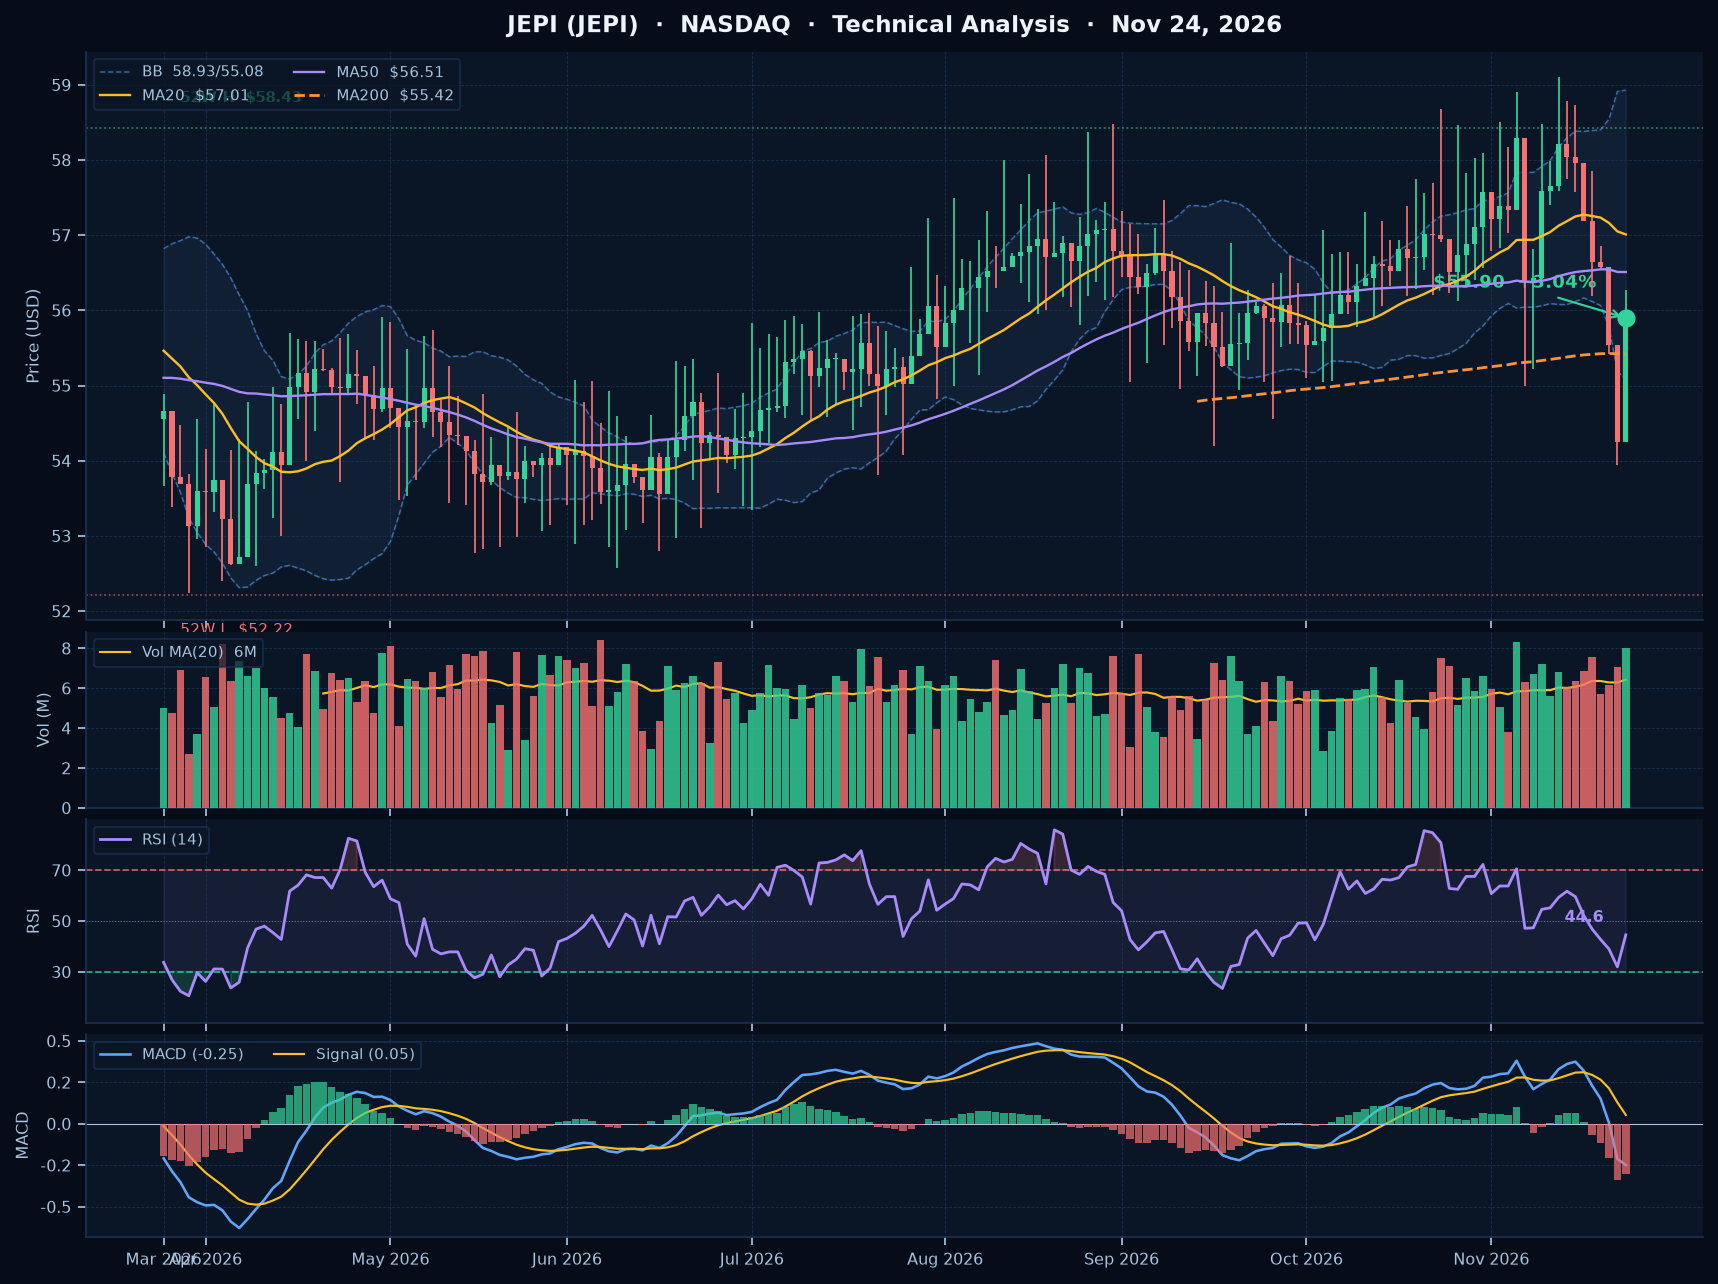 JEPI (JEPI) · NASDAQ · Technical Analysis · Nov 24, 2026
BB 58.93/55.08
MA20 $57.01
MA50 $56.51
MA200 $55.42
$58.43
59
58
57
56
55
54
53
52
Price (USD)
$55.90
3.04%
52W L $52.22
Vol MA(20) 6M
8
6
4
2
0
Vol (M)
RSI (14)
70
50
30
RSI
44.6
MACD (-0.25)
Signal (0.05)
0.5
0.2
0.0
-0.2
-0.5
MACD
Mar 2026
Apr 2026
May 2026
Jun 2026
Jul 2026
Aug 2026
Sep 2026
Oct 2026
Nov 2026